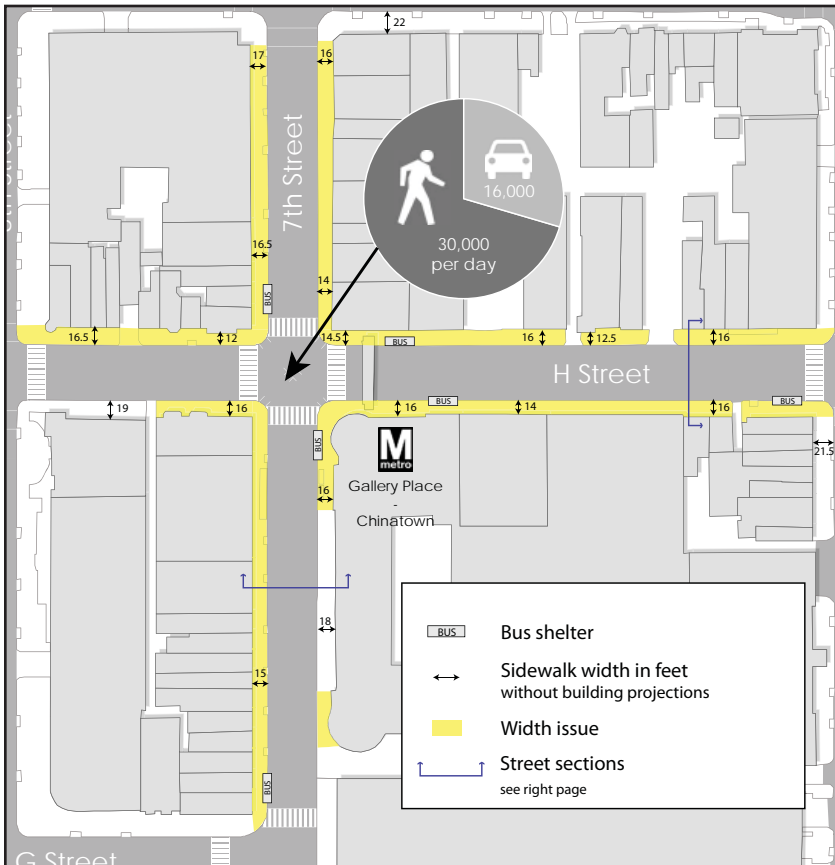 22
17
16
7th Street
16,000
30,000
per day
16.5
14
BUS
16.5
12
14.5
BUS
16
12.5
16
H Street
19
16
16
BUS
14
16
BUS
21.5
BUS
M
metro
Gallery Place
-
Chinatown
16
18
15
BUS
BUS
Bus shelter
Sidewalk width in feet
without building projections
Width issue
Street sections
see right page
G Street